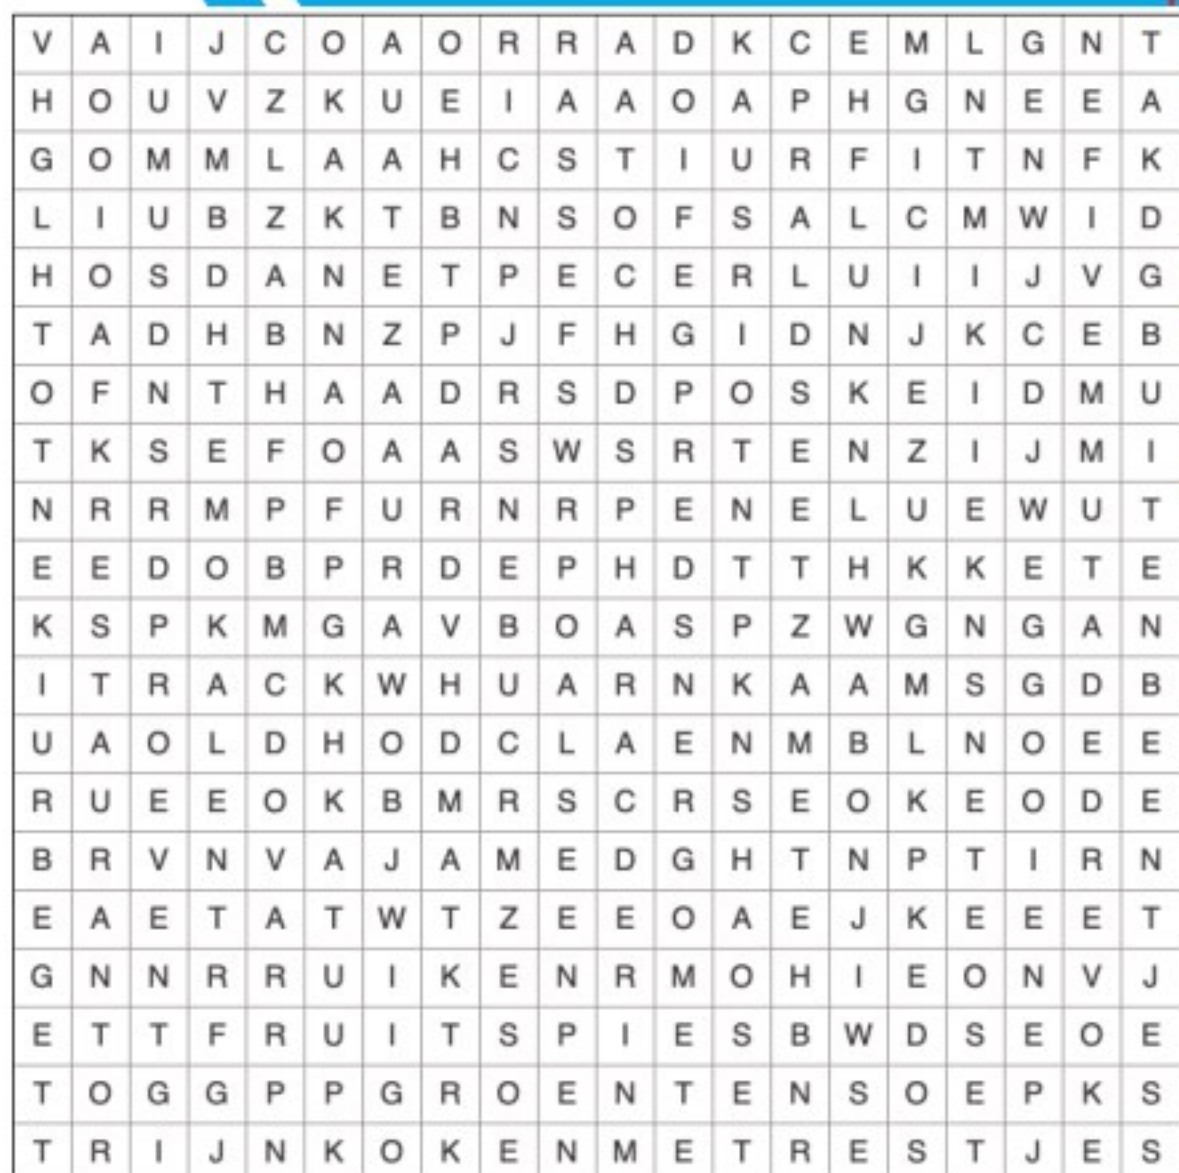 V A I J C O A O R R A D K C E M L G N T
H O U V Z K U E I A A O A P H G N E E A
G O M M L A A H C S T I U R F I T N F K
L I U B Z K T B N S O F S A L C M W I D
H O S D A N E T P E C E R L U I I J V G
T A D H B N Z P J F H G I D N J K C E B
O F N T H A A D R S D P O S K E I D M U
T K S E F O A A S W S R T E N Z I J M I
N R R M P F U R N R P E N E L U E W U T
E E D O B P R D E P H D T T H K K E T E
K S P K M G A V B O A S P Z W G N G A N
I T R A C K W H U A R N K A A M S G D B
U A O L D H O D C L A E N M B L N O E E
R U E E O K B M R S C R S E O K E O D E
B R V N V A J A M E D G H T N P T I R N
E A E T A T W T Z E E O A E J K E E E T
G N N R R U I K E N R M O H I E O N V J
E T T F R U I T S P I E S B W D S E O E
T O G G P P G R O E N T E N S O E P K S
T R I J N K O K E N M E T R E S T J E S